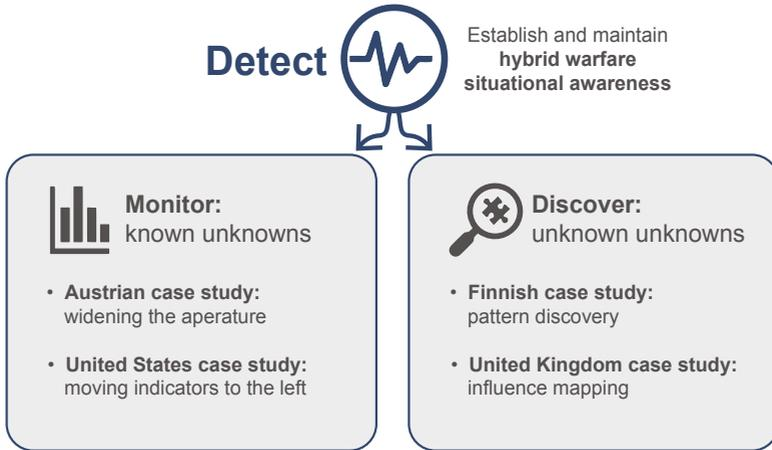 Detect
Establish and maintain
hybrid warfare
situational awareness
Monitor:
known unknowns
• Austrian case study:
widening the aperature
• United States case study:
moving indicators to the left
Discover:
unknown unknowns
• Finnish case study:
pattern discovery
• United Kingdom case study:
influence mapping